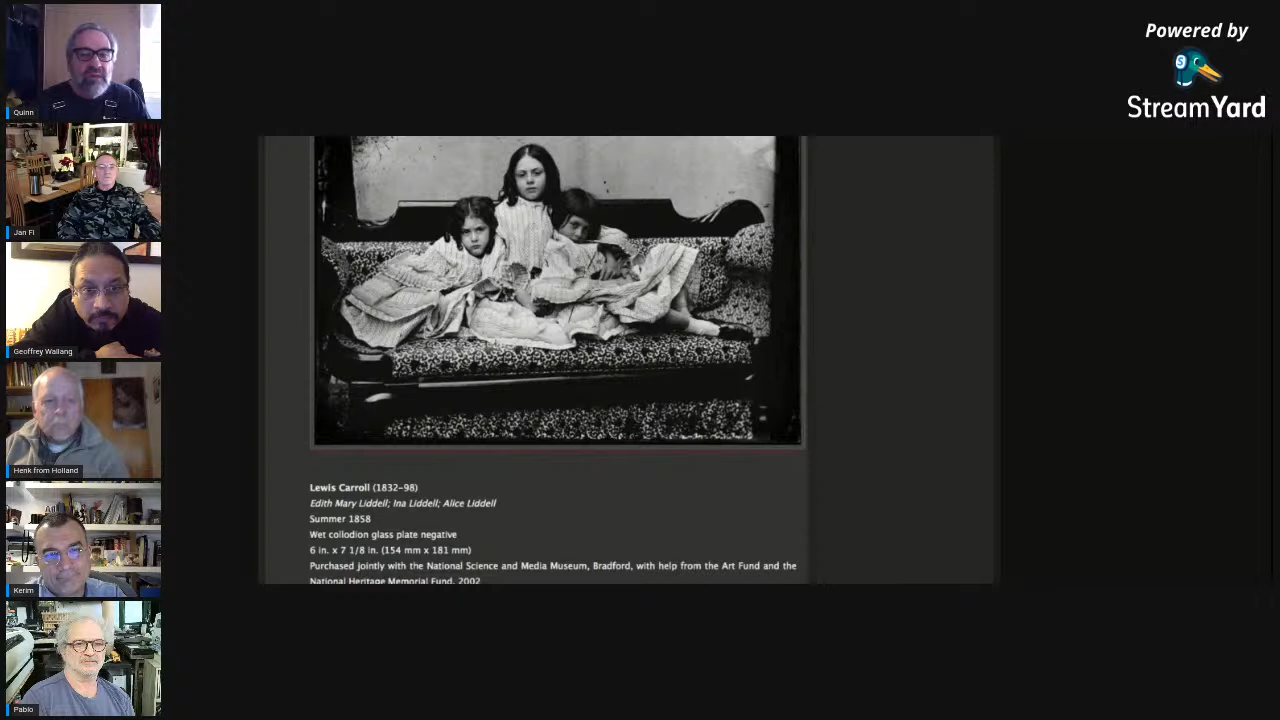 Quinn
Jan Fl
Geoffrey Wallang
Henk from Holland
Kerim
Pablo
Powered by
StreamYard
Lewis Carroll (1832–98)
Edith Mary Liddell; Ina Liddell; Alice Liddell
Summer 1858
Wet collodion glass plate negative
6 in. x 7 1/8 in. (154 mm x 181 mm)
Purchased jointly with the National Science and Media Museum, Bradford, with help from the Art Fund and the
National Heritage Memorial Fund, 2002